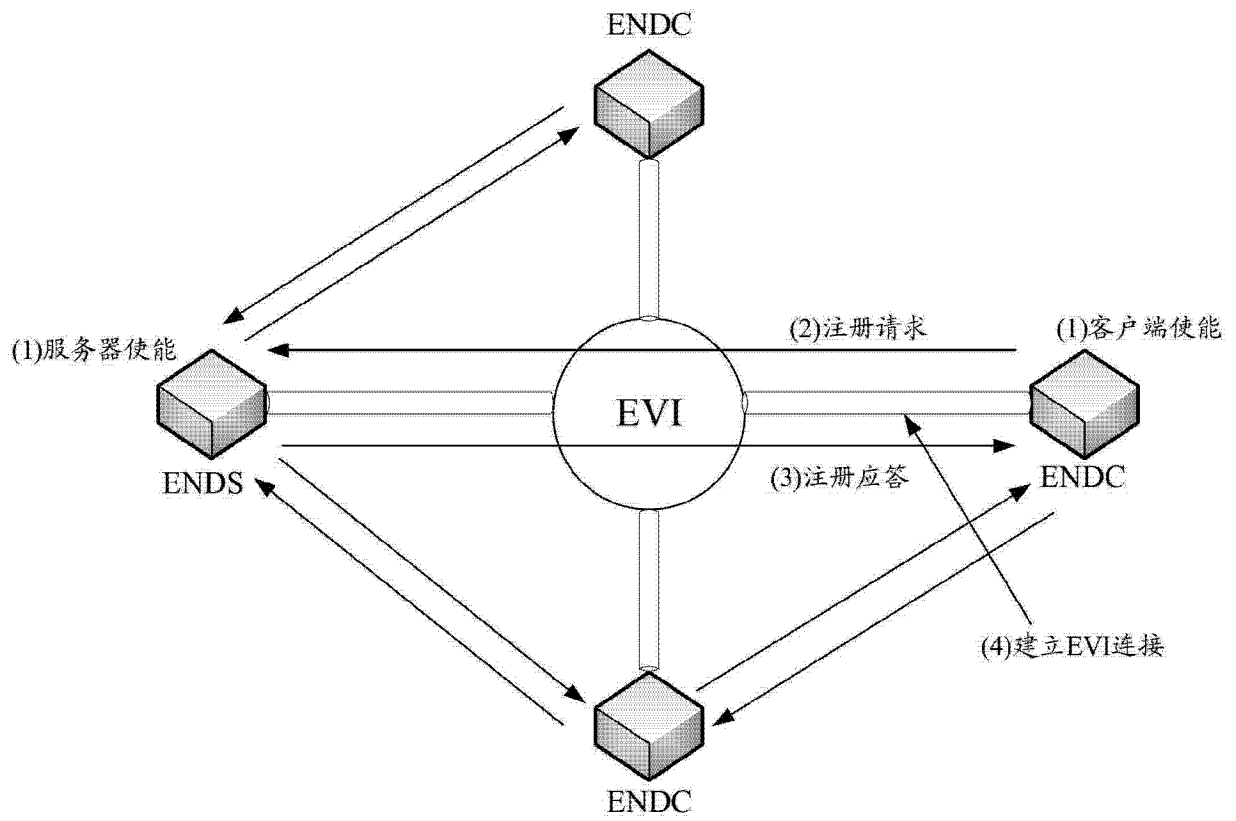 ENDC
(2)注册请求
(1)客户端使能
(1)服务器使能
EVI
ENDS
(3)注册应答
ENDC
(4)建立EVI连接
ENDC